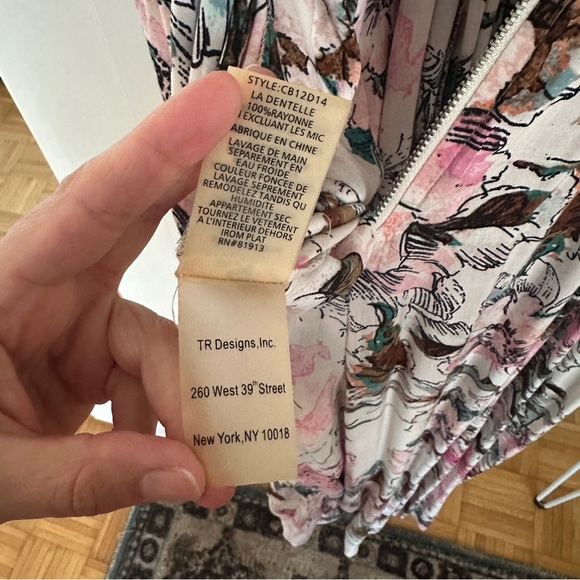 STYLE:CB12D14
LA DENTELLE
100%RAYONNE
EXCLUANT LES MIC
FABRIQUE EN CHINE
LAVAGE DE MAIN
SEPAREMENT EN
EAU FROIDE
COULEUR FONCEE DE
LAVAGE SEPREMENT
REMODELEZ TANDIS QU
HUMIDITE
APPARTEMENT SEC
TOURNEZ LE VETEMENT
A L'INTERIEUR DEHORS
IROM PLAT
RN#81913
TR Designs,Inc.
260 West 39th Street
New York,NY 10018